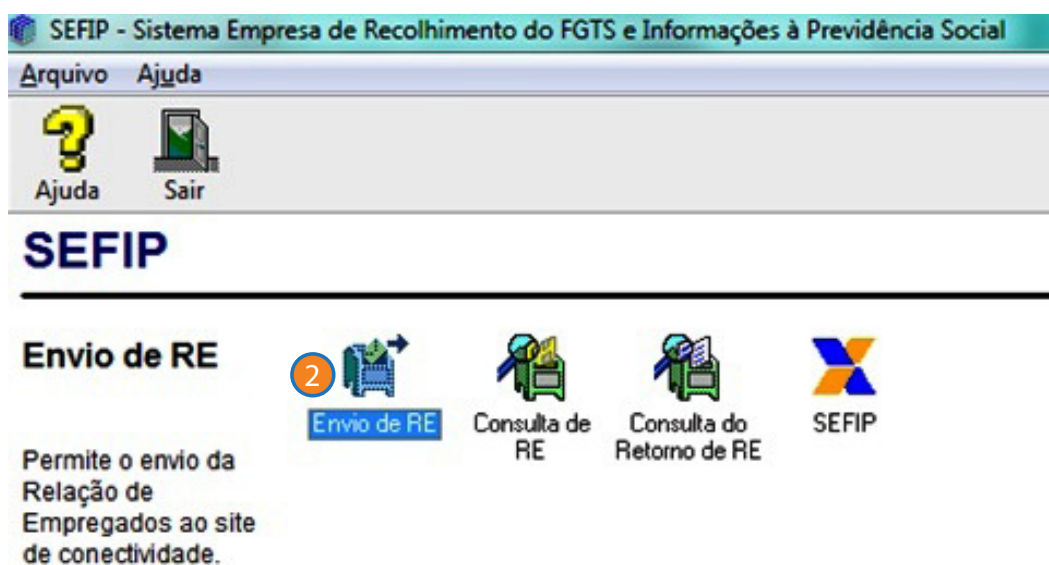 SEFIP - Sistema Empresa de Recolhimento do FGTS e Informações à Previdência Social
Arquivo Ajuda
Ajuda Sair
SEFIP
Envio de RE
2
Envio de RE
Consulta de
RE
Consulta do
Retorno de RE
SEFIP
Permite o envio da
Relação de
Empregados ao site
de conectividade.